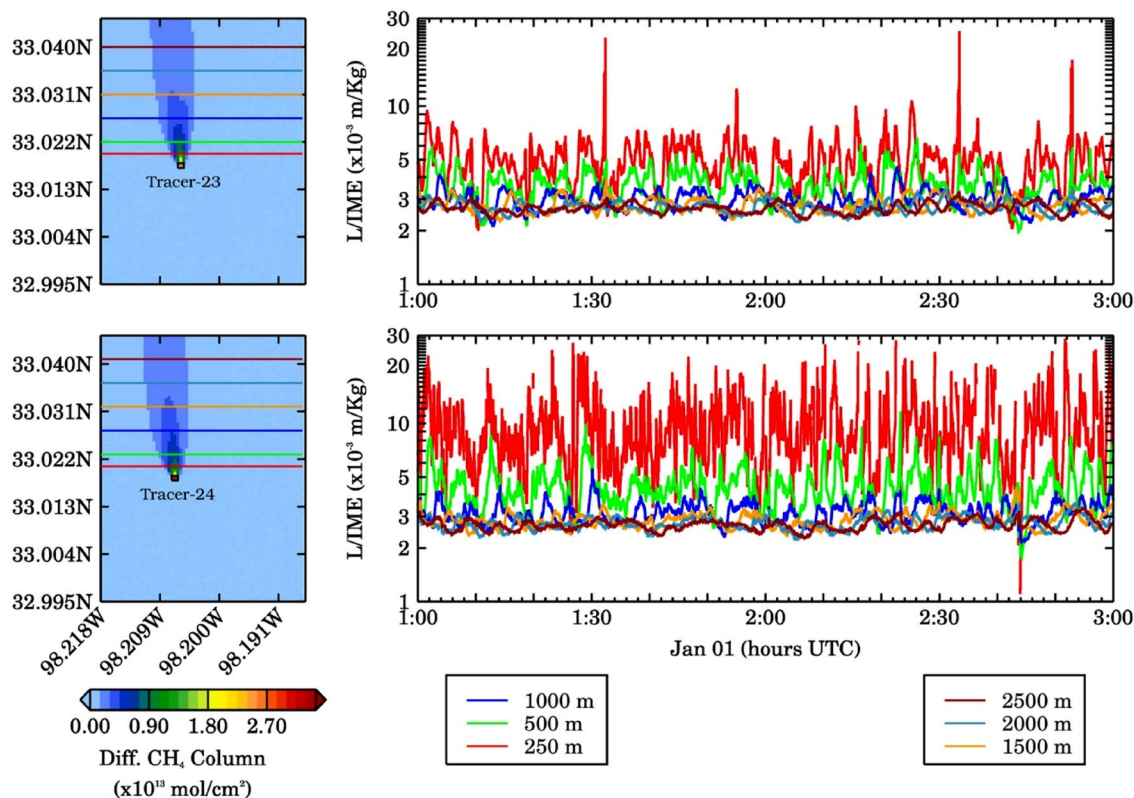 33.040N
33.031N
33.022N
33.013N
33.004N
32.995N
Tracer-23
L/IME (x10⁻³ m/Kg)
30
20
10
5
3
2
1
1:00
1:30
2:00
2:30
3:00
33.040N
33.031N
33.022N
33.013N
33.004N
32.995N
Tracer-24
98.218W
98.209W
98.200W
98.191W
L/IME (x10⁻³ m/Kg)
30
20
10
5
3
2
1
1:00
1:30
2:00
2:30
3:00
Jan 01 (hours UTC)
0.00 0.90 1.80 2.70
Diff. CH₄ Column
(x10¹³ mol/cm²)
1000 m
500 m
250 m
2500 m
2000 m
1500 m